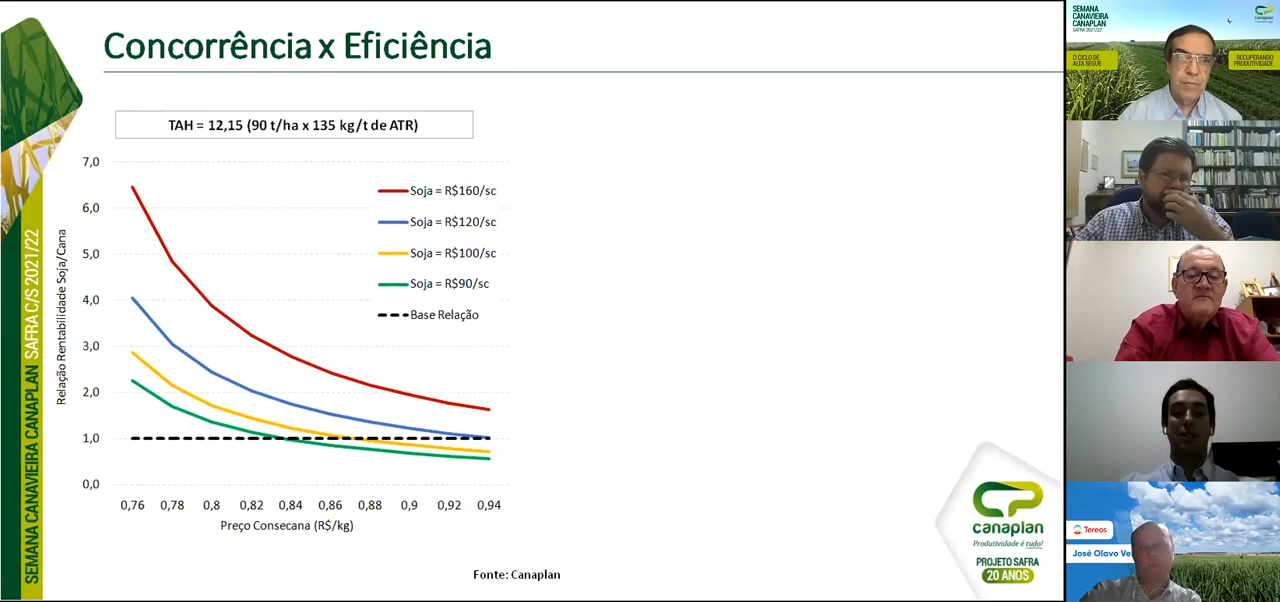 Concorrência x Eficiência
TAH = 12,15 (90 t/ha x 135 kg/t de ATR)
7,0
6,0
5,0
4,0
3,0
2,0
1,0
0,0
Relação Rentabilidade Soja/Cana
Soja = R$160/sc
Soja = R$120/sc
Soja = R$100/sc
Soja = R$90/sc
Base Relação
0,76 0,78 0,8 0,82 0,84 0,86 0,88 0,9 0,92 0,94
Preço Consecana (R$/kg)
Fonte: Canaplan
SEMANA CANAVIEIRA CANAPLAN SAFRA C/S 2021/22
canaplan
Produtividade é tudo!
PROJETO SAFRA
20 ANOS
SEMANA
CANAVIEIRA
CANAPLAN
SAFRA 2021/22
canaplan
O CICLO DE
ALTA SEGUE
RECUPERANDO
PRODUTIVIDADE
Tereos
José Olavo